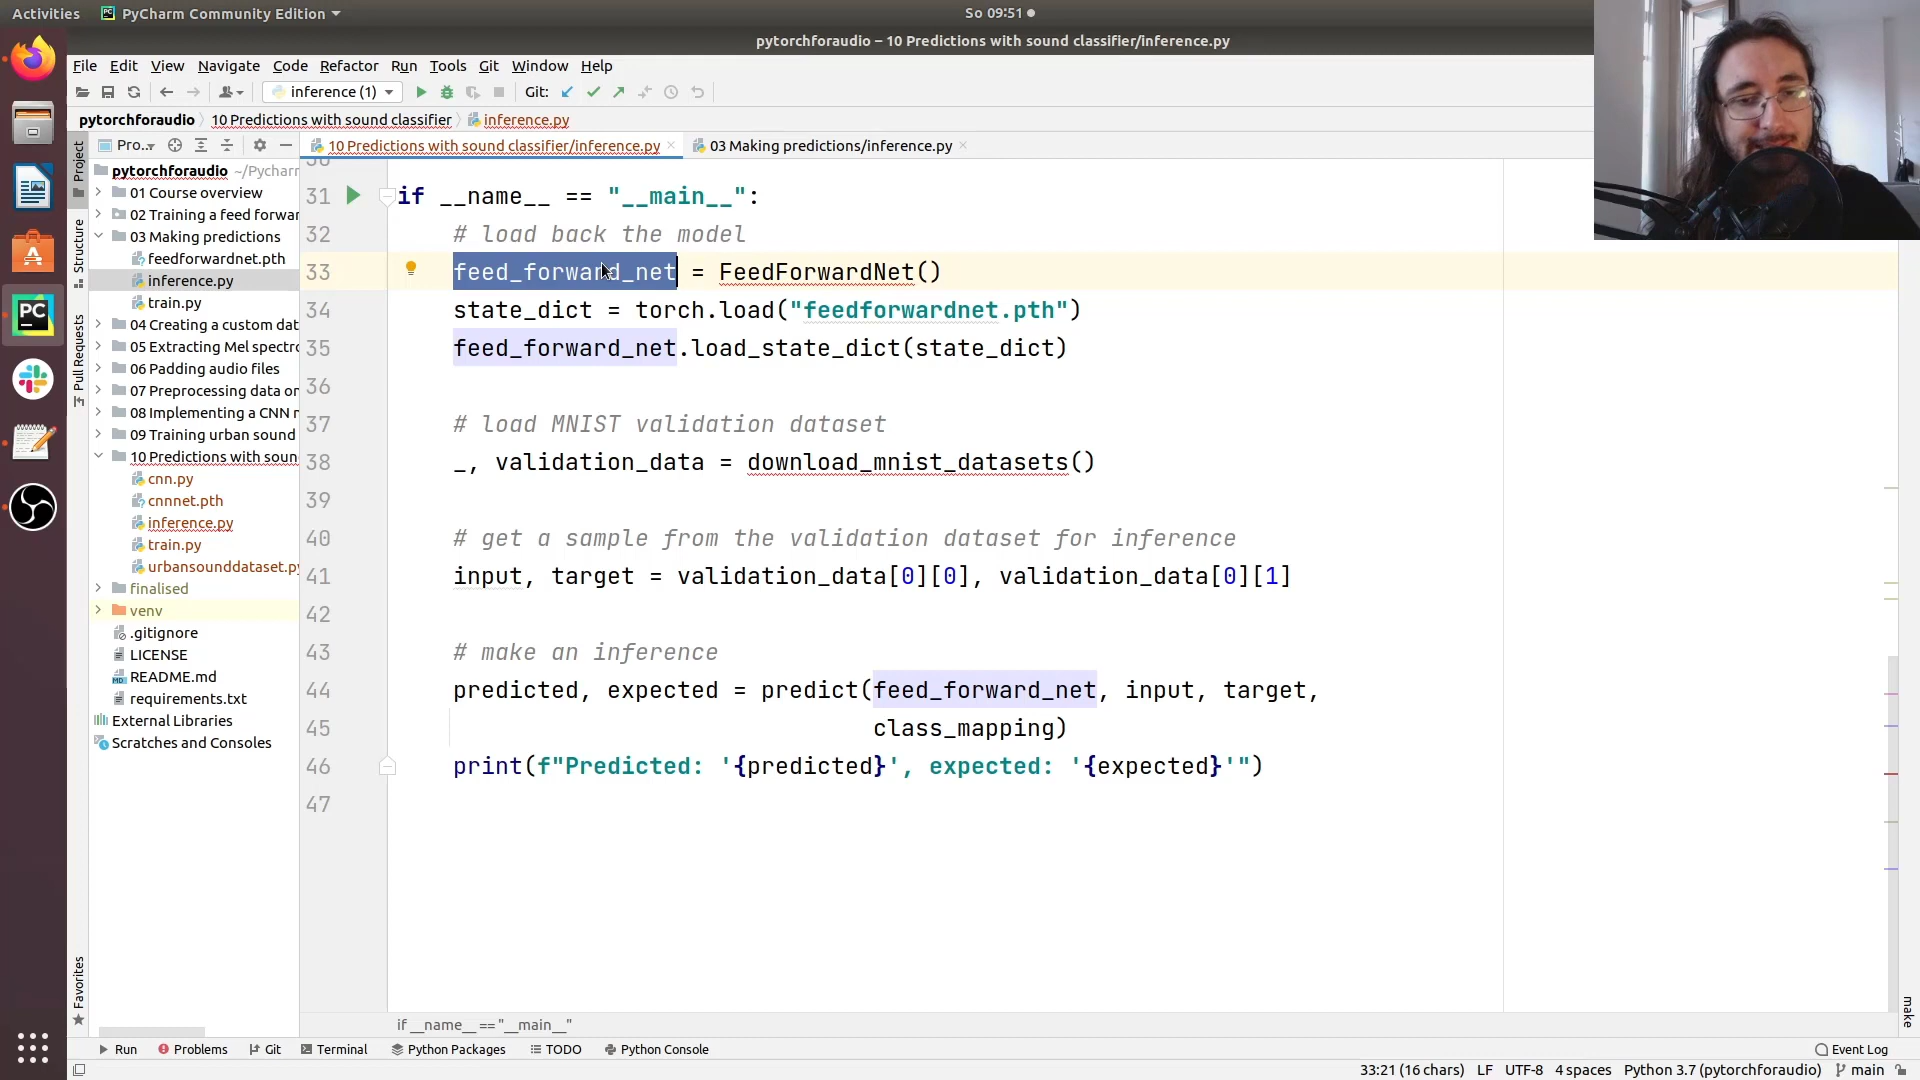 Activities
PyCharm Community Edition
So 09:51
pytorchforaudio – 10 Predictions with sound classifier/inference.py
File Edit View Navigate Code Refactor Run Tools Git Window Help
inference (1)
Git:
pytorchforaudio
10 Predictions with sound classifier
inference.py
Project
Structure
Pull Requests
Favorites
Pro..
pytorchforaudio ~/Pycharm
01 Course overview
02 Training a feed forwar
03 Making predictions
feedforwardnet.pth
inference.py
train.py
04 Creating a custom dat
05 Extracting Mel spectro
06 Padding audio files
07 Preprocessing data on
08 Implementing a CNN n
09 Training urban sound
10 Predictions with soun
cnn.py
cnnnet.pth
inference.py
train.py
urbansounddataset.py
finalised
venv
.gitignore
LICENSE
README.md
requirements.txt
External Libraries
Scratches and Consoles
10 Predictions with sound classifier/inference.py
03 Making predictions/inference.py
30
31 if __name__ == "__main__":
32 # load back the model
33 feed_forward_net = FeedForwardNet()
34 state_dict = torch.load("feedforwardnet.pth")
35 feed_forward_net.load_state_dict(state_dict)
36
37 # load MNIST validation dataset
38 _, validation_data = download_mnist_datasets()
39
40 # get a sample from the validation dataset for inference
41 input, target = validation_data[0][0], validation_data[0][1]
42
43 # make an inference
44 predicted, expected = predict(feed_forward_net, input, target,
45 class_mapping)
46 print(f"Predicted: '{predicted}', expected: '{expected}'")
47
if __name__ == "__main__"
make
Run
Problems
Git
Terminal
Python Packages
TODO
Python Console
Event Log
33:21 (16 chars) LF UTF-8 4 spaces Python 3.7 (pytorchforaudio) main